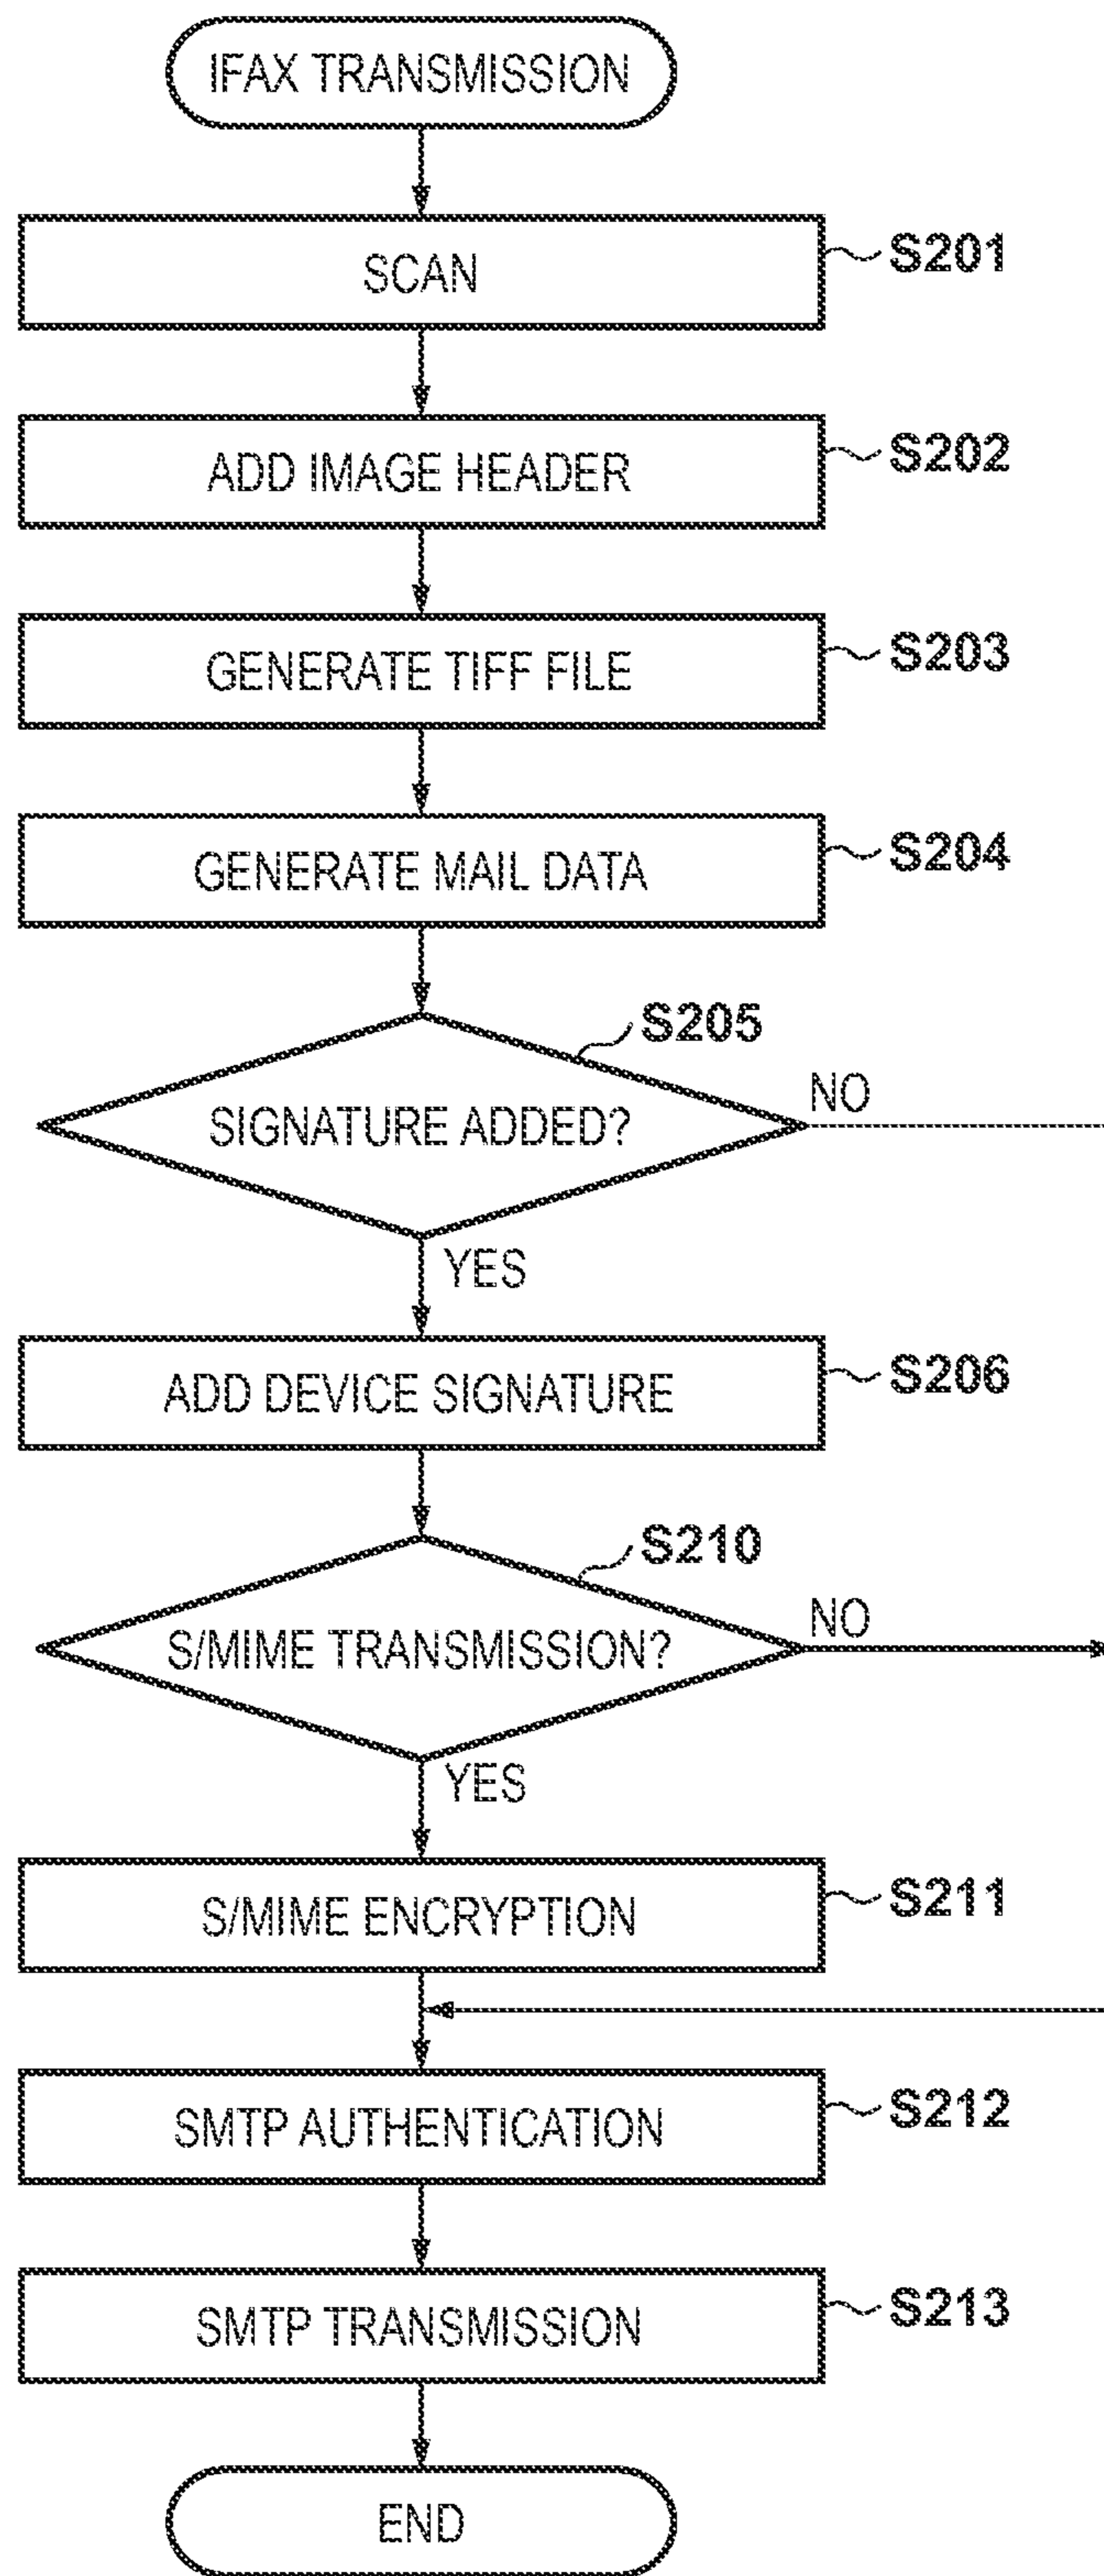 IFAX TRANSMISSION
SCAN
S201
ADD IMAGE HEADER
S202
GENERATE TIFF FILE
S203
GENERATE MAIL DATA
S204
S205
SIGNATURE ADDED?
NO
YES
ADD DEVICE SIGNATURE
S206
S210
S/MIME TRANSMISSION?
NO
YES
S/MIME ENCRYPTION
S211
SMTP AUTHENTICATION
S212
SMTP TRANSMISSION
S213
END